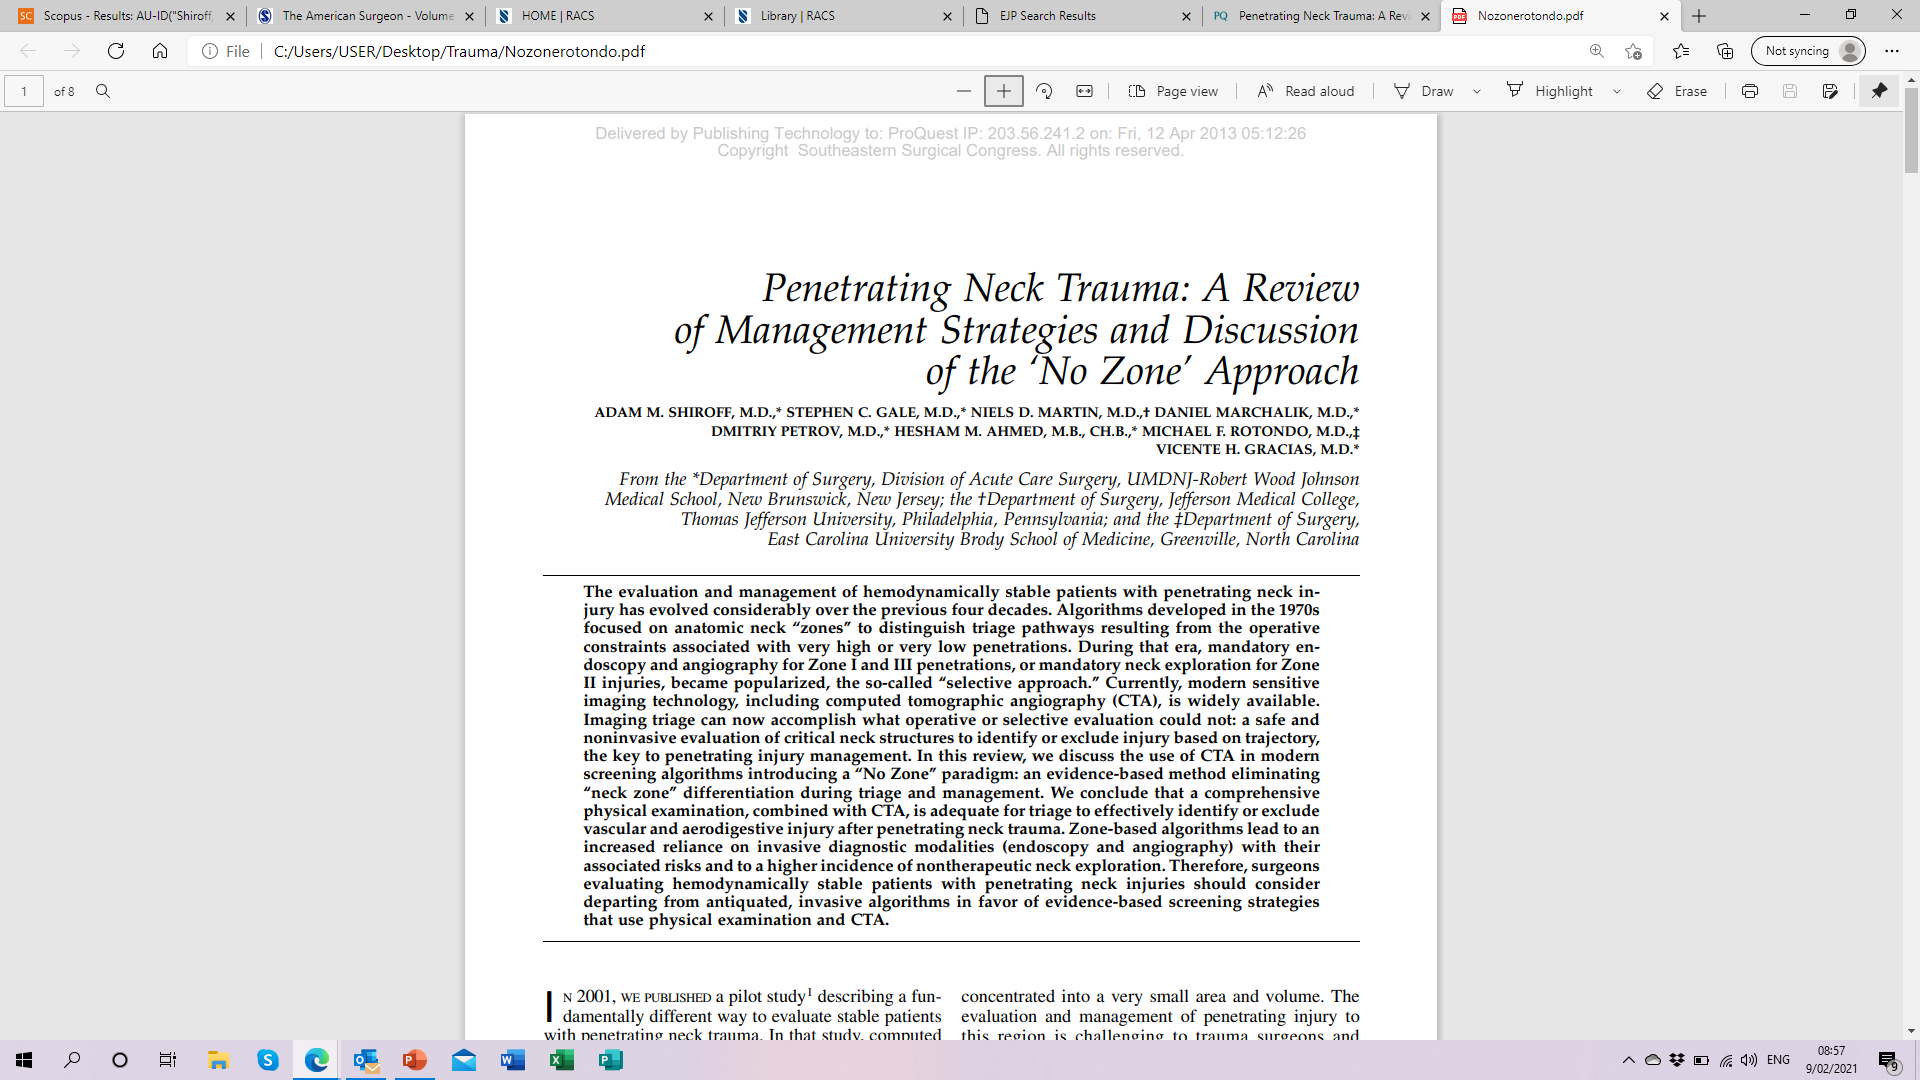 Scopus - Results: AU-ID("Shiroff,
The American Surgeon - Volume
HOME | RACS
Library | RACS
EJP Search Results
Penetrating Neck Trauma: A Revi
Nozonerotondo.pdf
File
C:/Users/USER/Desktop/Trauma/Nozonerotondo.pdf
Not syncing
1 of 8
Page view
Read aloud
Draw
Highlight
Erase
Delivered by Publishing Technology to: ProQuest IP: 203.56.241.2 on: Fri, 12 Apr 2013 05:12:26
Copyright Southeastern Surgical Congress. All rights reserved.
Penetrating Neck Trauma: A Review
of Management Strategies and Discussion
of the ‘No Zone’ Approach
ADAM M. SHIROFF, M.D.,* STEPHEN C. GALE, M.D.,* NIELS D. MARTIN, M.D.,† DANIEL MARCHALIK, M.D.,*
DMITRIY PETROV, M.D.,* HESHAM M. AHMED, M.B., CH.B.,* MICHAEL F. ROTONDO, M.D.,‡
VICENTE H. GRACIAS, M.D.*
From the *Department of Surgery, Division of Acute Care Surgery, UMDNJ-Robert Wood Johnson
Medical School, New Brunswick, New Jersey; the †Department of Surgery, Jefferson Medical College,
Thomas Jefferson University, Philadelphia, Pennsylvania; and the ‡Department of Surgery,
East Carolina University Brody School of Medicine, Greenville, North Carolina
The evaluation and management of hemodynamically stable patients with penetrating neck in-
jury has evolved considerably over the previous four decades. Algorithms developed in the 1970s
focused on anatomic neck “zones” to distinguish triage pathways resulting from the operative
constraints associated with very high or very low penetrations. During that era, mandatory en-
doscopy and angiography for Zone I and III penetrations, or mandatory neck exploration for Zone
II injuries, became popularized, the so-called “selective approach.” Currently, modern sensitive
imaging technology, including computed tomographic angiography (CTA), is widely available.
Imaging triage can now accomplish what operative or selective evaluation could not: a safe and
noninvasive evaluation of critical neck structures to identify or exclude injury based on trajectory,
the key to penetrating injury management. In this review, we discuss the use of CTA in modern
screening algorithms introducing a “No Zone” paradigm: an evidence-based method eliminating
“neck zone” differentiation during triage and management. We conclude that a comprehensive
physical examination, combined with CTA, is adequate for triage to effectively identify or exclude
vascular and aerodigestive injury after penetrating neck trauma. Zone-based algorithms lead to an
increased reliance on invasive diagnostic modalities (endoscopy and angiography) with their
associated risks and to a higher incidence of nontherapeutic neck exploration. Therefore, surgeons
evaluating hemodynamically stable patients with penetrating neck injuries should consider
departing from antiquated, invasive algorithms in favor of evidence-based screening strategies
that use physical examination and CTA.
IN 2001, WE PUBLISHED a pilot study1 describing a fun-
damentally different way to evaluate stable patients
with penetrating neck trauma. In that study, computed
concentrated into a very small area and volume. The
evaluation and management of penetrating injury to
this region is challenging to trauma surgeons and
ENG
08:57
9/02/2021
9